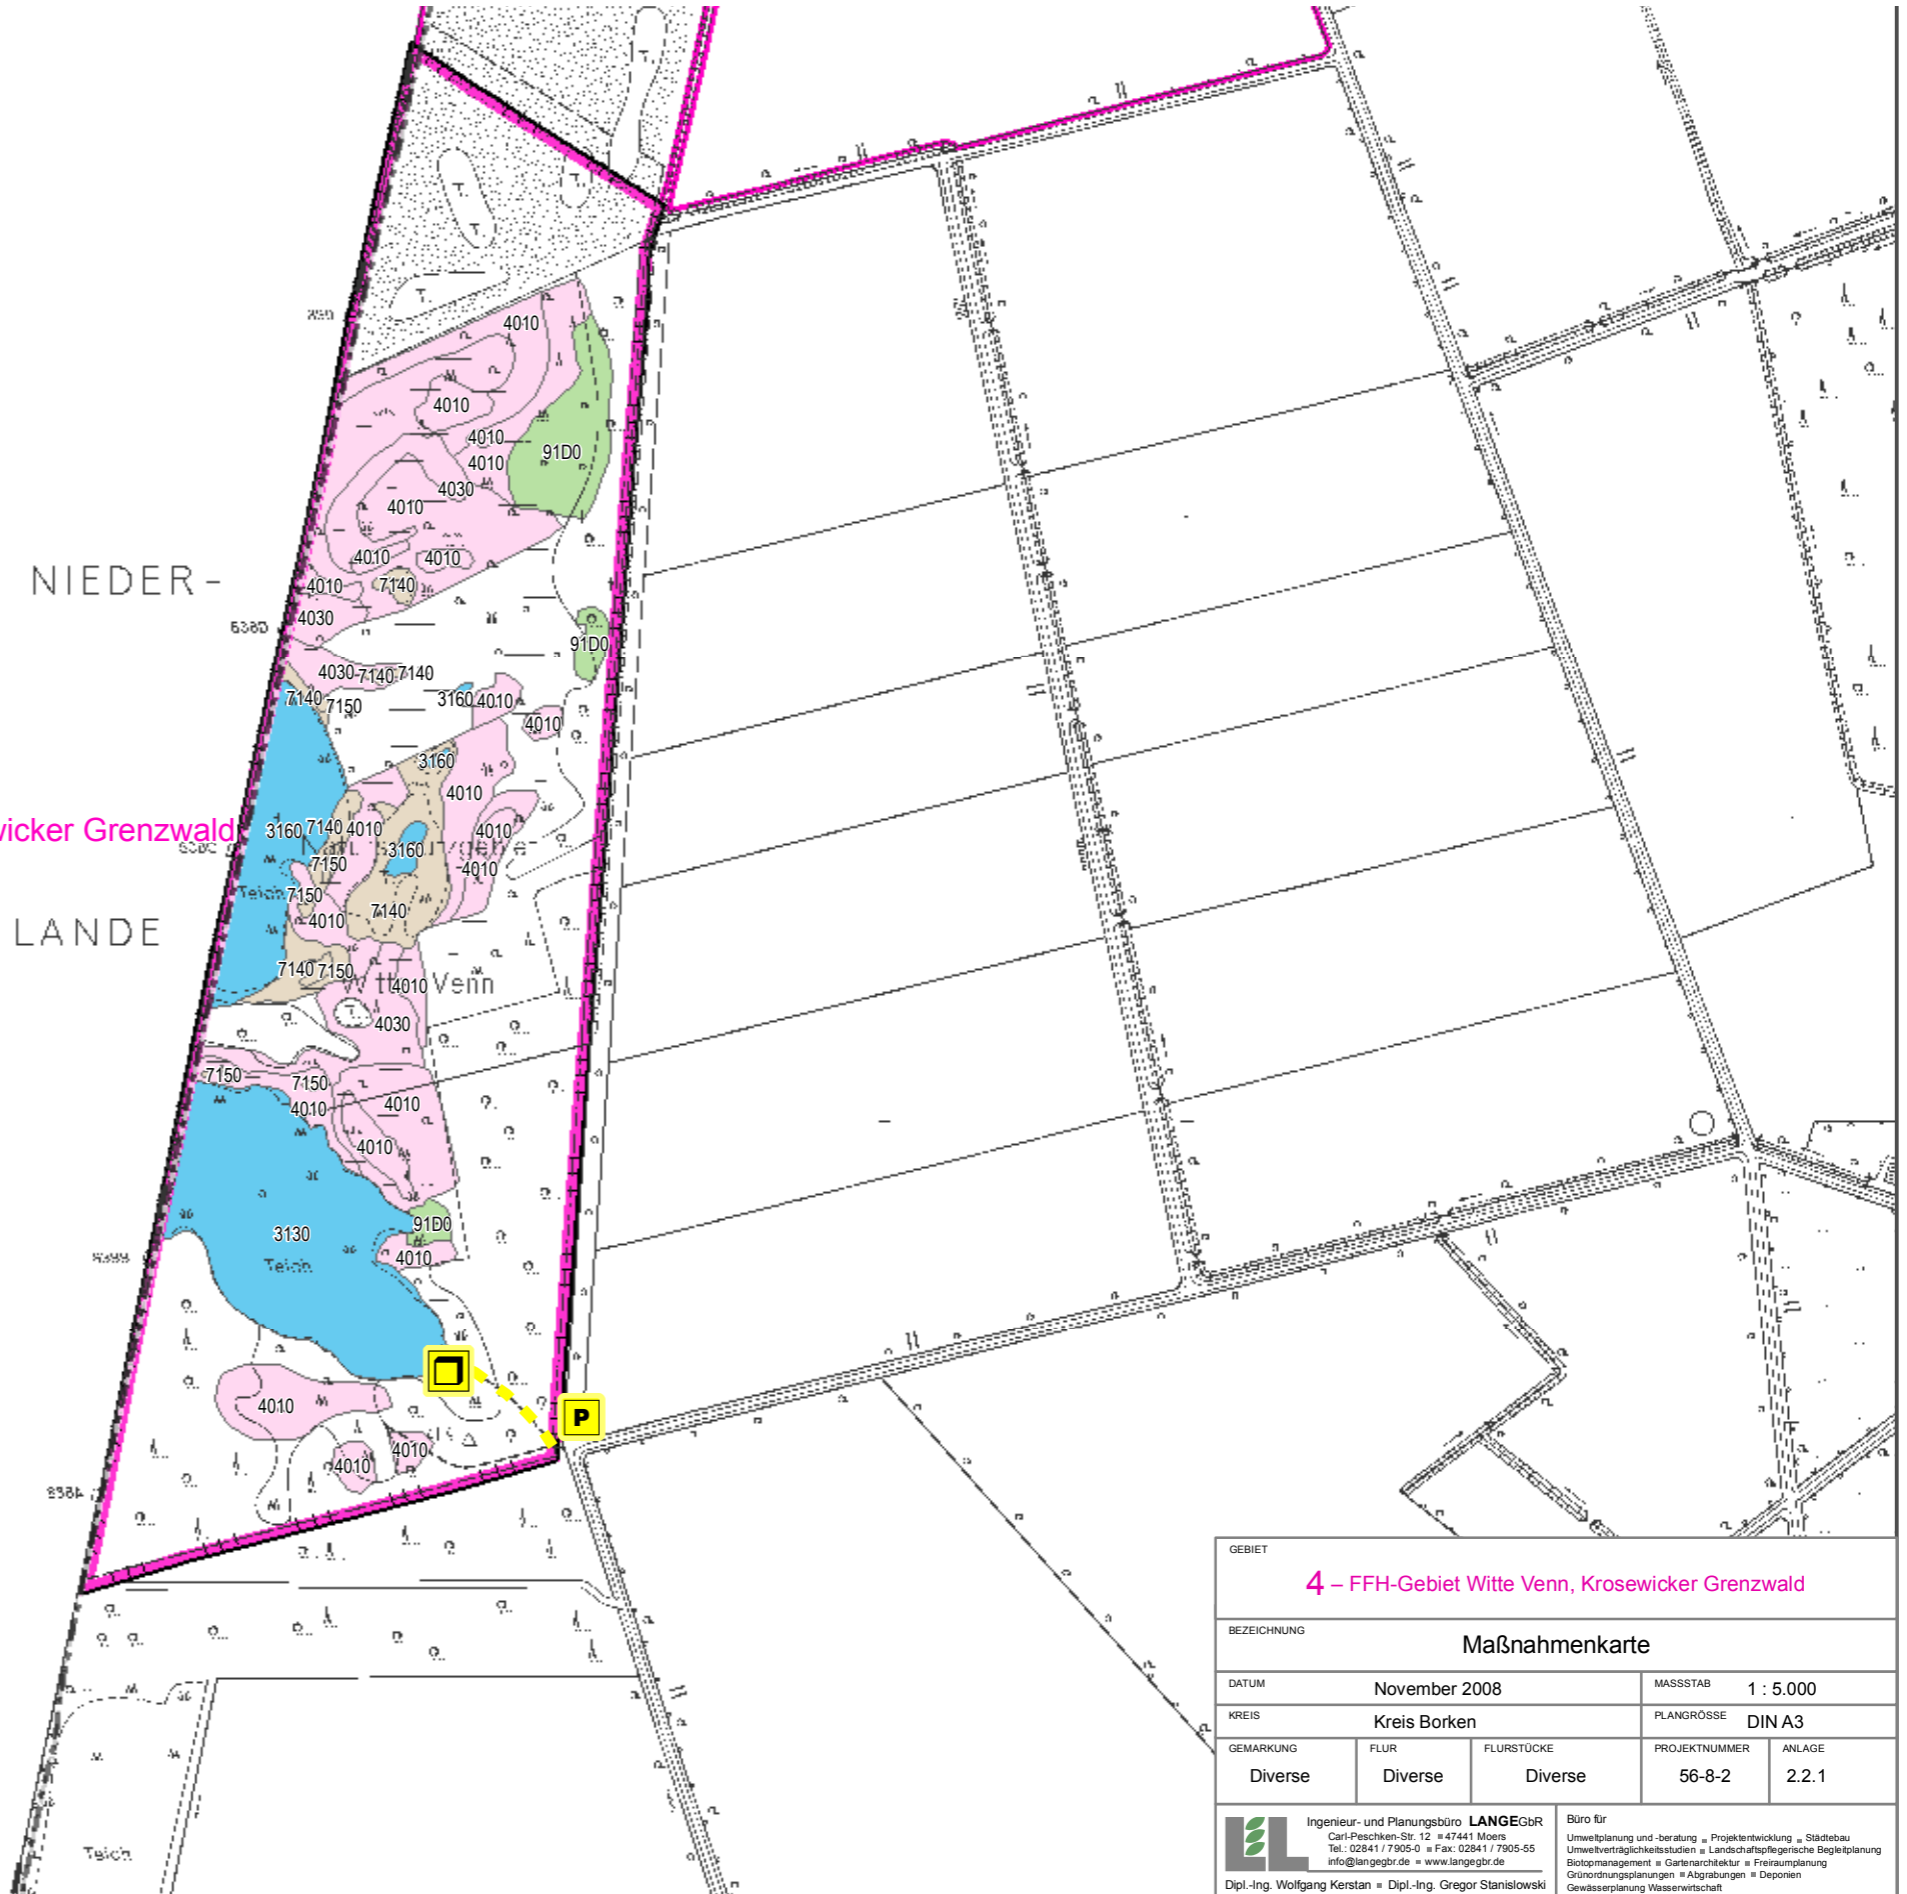 4010
4010
4010
4010
91D0
4030
4010
4010
4010
4010
7140
4030
NIEDER-
91D0
4030
7140
7140
7140
7150
3160
4010
4010
3160
4010
wicker Grenzwald
3160
7140
4010
4010
3160
7150
4010
Teich
7150
4010
7140
LANDE
7140
7150
4010
Venn
4030
7150
7150
4010
4010
4010
91D0
3130
4010
Teich
4010
P
4010
4010
Teich
GEBIET
4 – FFH-Gebiet Witte Venn, Krosewicker Grenzwald
BEZEICHNUNG
Maßnahmenkarte
DATUM November 2008 MASSSTAB 1 : 5.000
KREIS Kreis Borken PLANGRÖSSE DIN A3
GEMARKUNG FLUR FLURSTÜCKE PROJEKTNUMMER ANLAGE
Diverse Diverse Diverse 56-8-2 2.2.1
Ingenieur- und Planungsbüro LANGEGbR
Carl-Peschken-Str. 12 ■ 47441 Moers
Tel.: 02841 / 7905-0 ■ Fax: 02841 / 7905-55
info@langegbr.de ■ www.langegbr.de
Dipl.-Ing. Wolfgang Kerstan ■ Dipl.-Ing. Gregor Stanislowski
Büro für
Umweltplanung und -beratung ■ Projektentwicklung ■ Städtebau
Umweltverträglichkeitsstudien ■ Landschaftspflegerische Begleitplanung
Biotopmanagement ■ Gartenarchitektur ■ Freiraumplanung
Grünordnungsplanungen ■ Abgrabungen ■ Deponien
Gewässerplanung Wasserwirtschaft